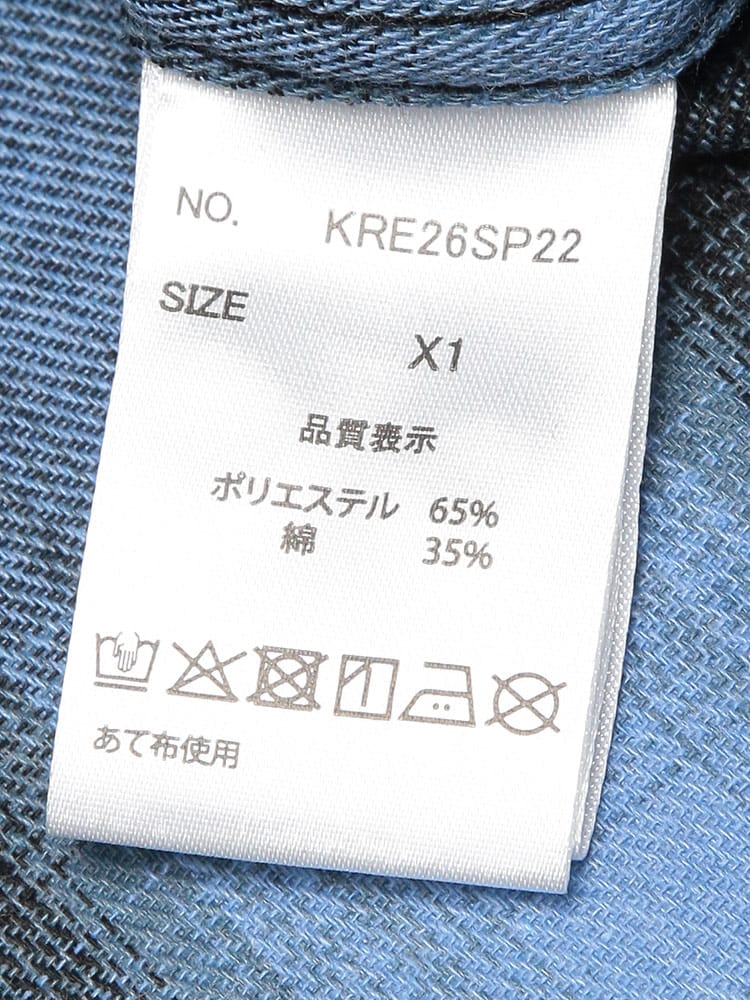 NO. KRE26SP22
SIZE
X1
品質表示
ポリエステル 65%
綿 35%
あて布使用